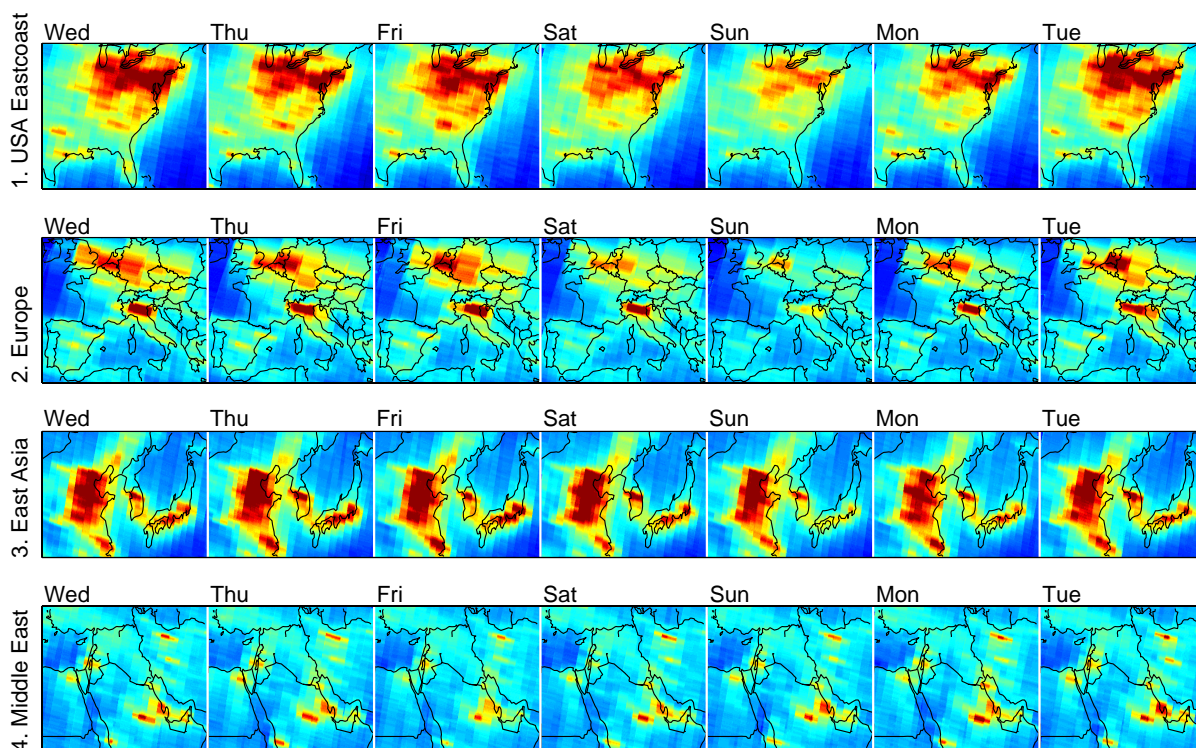 Wed Thu Fri Sat Sun Mon Tue
1. USA Eastcoast
Wed Thu Fri Sat Sun Mon Tue
2. Europe
Wed Thu Fri Sat Sun Mon Tue
3. East Asia
Wed Thu Fri Sat Sun Mon Tue
4. Middle East